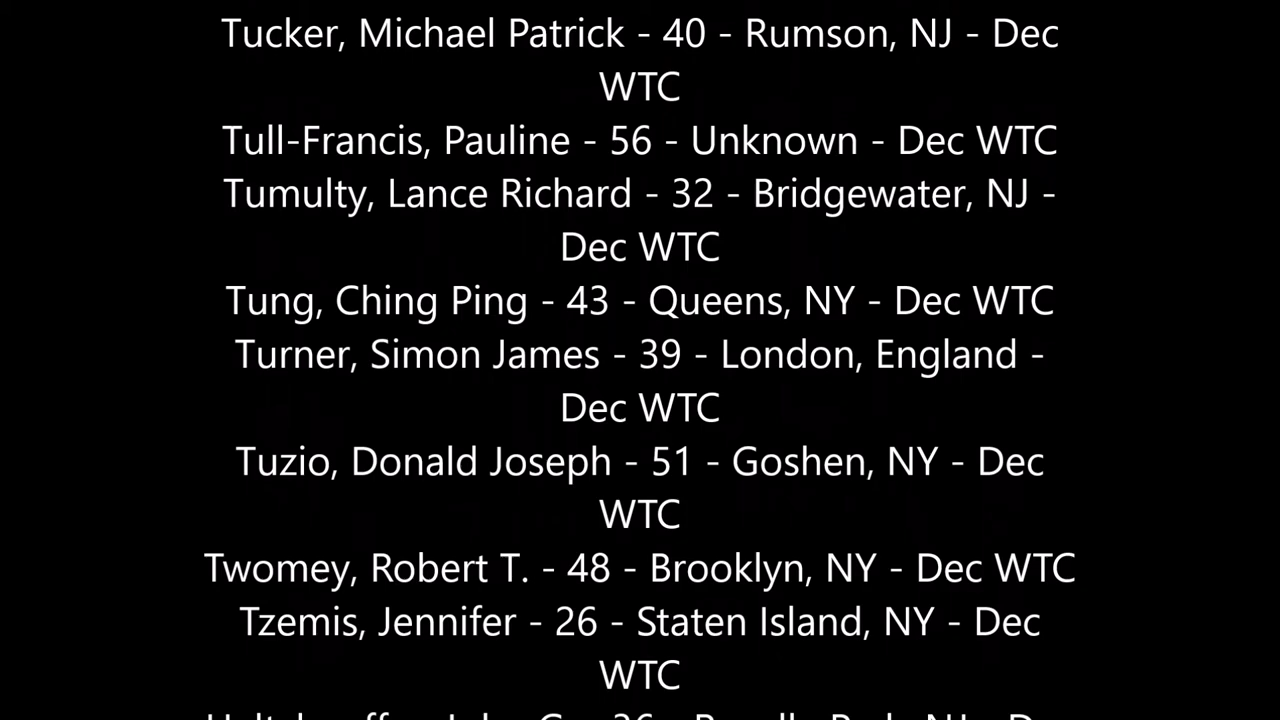 Tucker, Michael Patrick - 40 - Rumson, NJ - Dec
WTC
Tull-Francis, Pauline - 56 - Unknown - Dec WTC
Tumulty, Lance Richard - 32 - Bridgewater, NJ -
Dec WTC
Tung, Ching Ping - 43 - Queens, NY - Dec WTC
Turner, Simon James - 39 - London, England -
Dec WTC
Tuzio, Donald Joseph - 51 - Goshen, NY - Dec
WTC
Twomey, Robert T. - 48 - Brooklyn, NY - Dec WTC
Tzemis, Jennifer - 26 - Staten Island, NY - Dec
WTC